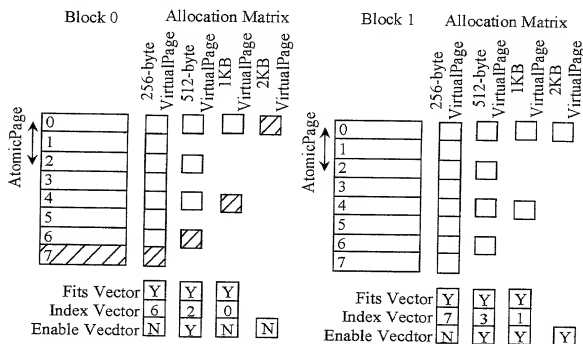 Block 0
Allocation Matrix
256-byte
VirtualPage
512-byte
VirtualPage
1KB
VirtualPage
2KB
VirtualPage
AtomicPage
0
1
2
3
4
5
6
7
Fits Vector Y Y Y
Index Vector 6 2 0
Enable Vecdtor N Y N N
Block 1
Allocation Matrix
256-byte
VirtualPage
512-byte
VirtualPage
1KB
VirtualPage
2KB
VirtualPage
AtomicPage
0
1
2
3
4
5
6
7
Fits Vector Y Y Y
Index Vector 7 3 1
Enable Vecdtor N Y Y Y